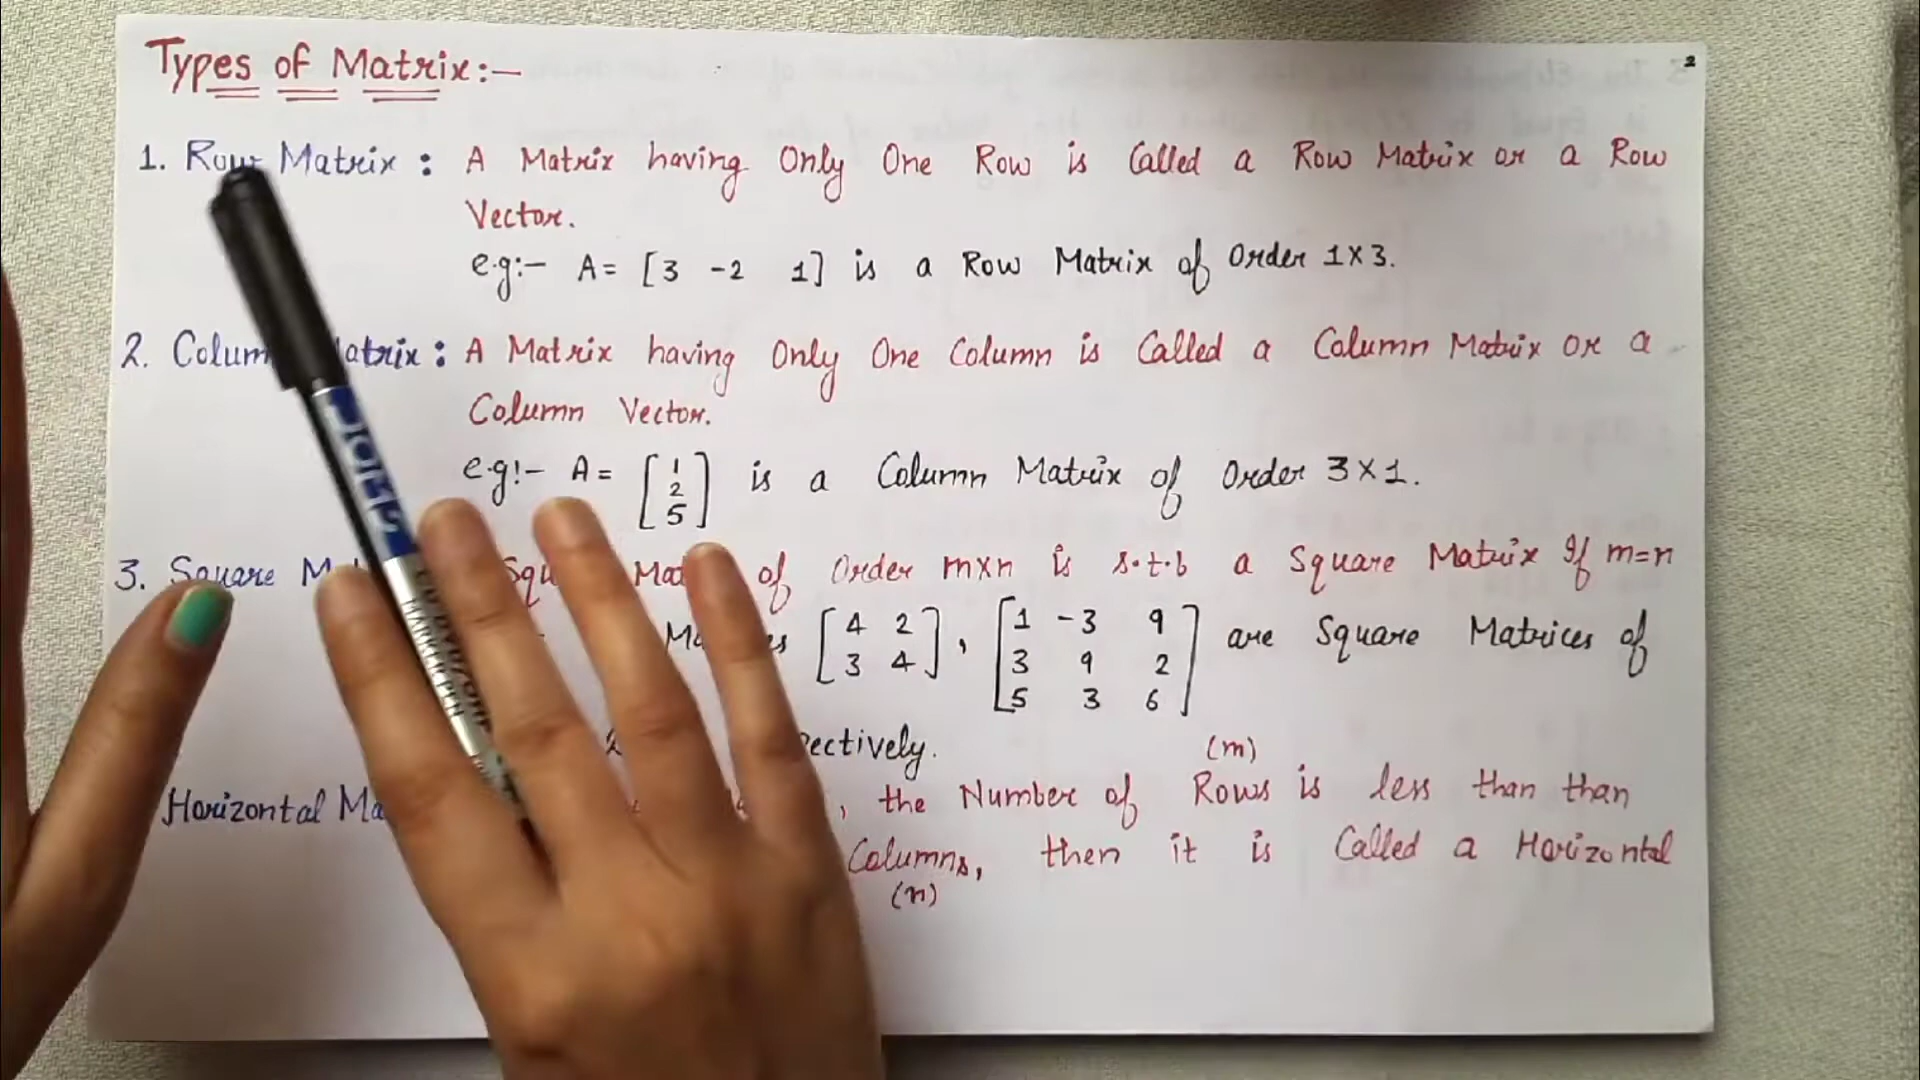 Types of Matrix:-
2
1. Row Matrix : A Matrix having Only One Row is Called a Row Matrix or a Row
Vector.
e.g:- A = [3 -2 1] is a Row Matrix of Order 1×3.
2. Column Matrix : A Matrix having Only One Column is Called a Column Matrix or a
Column Vector.
e.g:- A = [1 2 5] is a Column Matrix of Order 3×1.
3. Square of Order m×n is s.t.b a Square Matrix If m=n
[4 2
3 4], [1 -3 9
3 9 2
5 3 6] are Square Matrices of
(m)
Horizontal , the Number of Rows is less than than
Columns, then it is Called a Horizontal
(n)